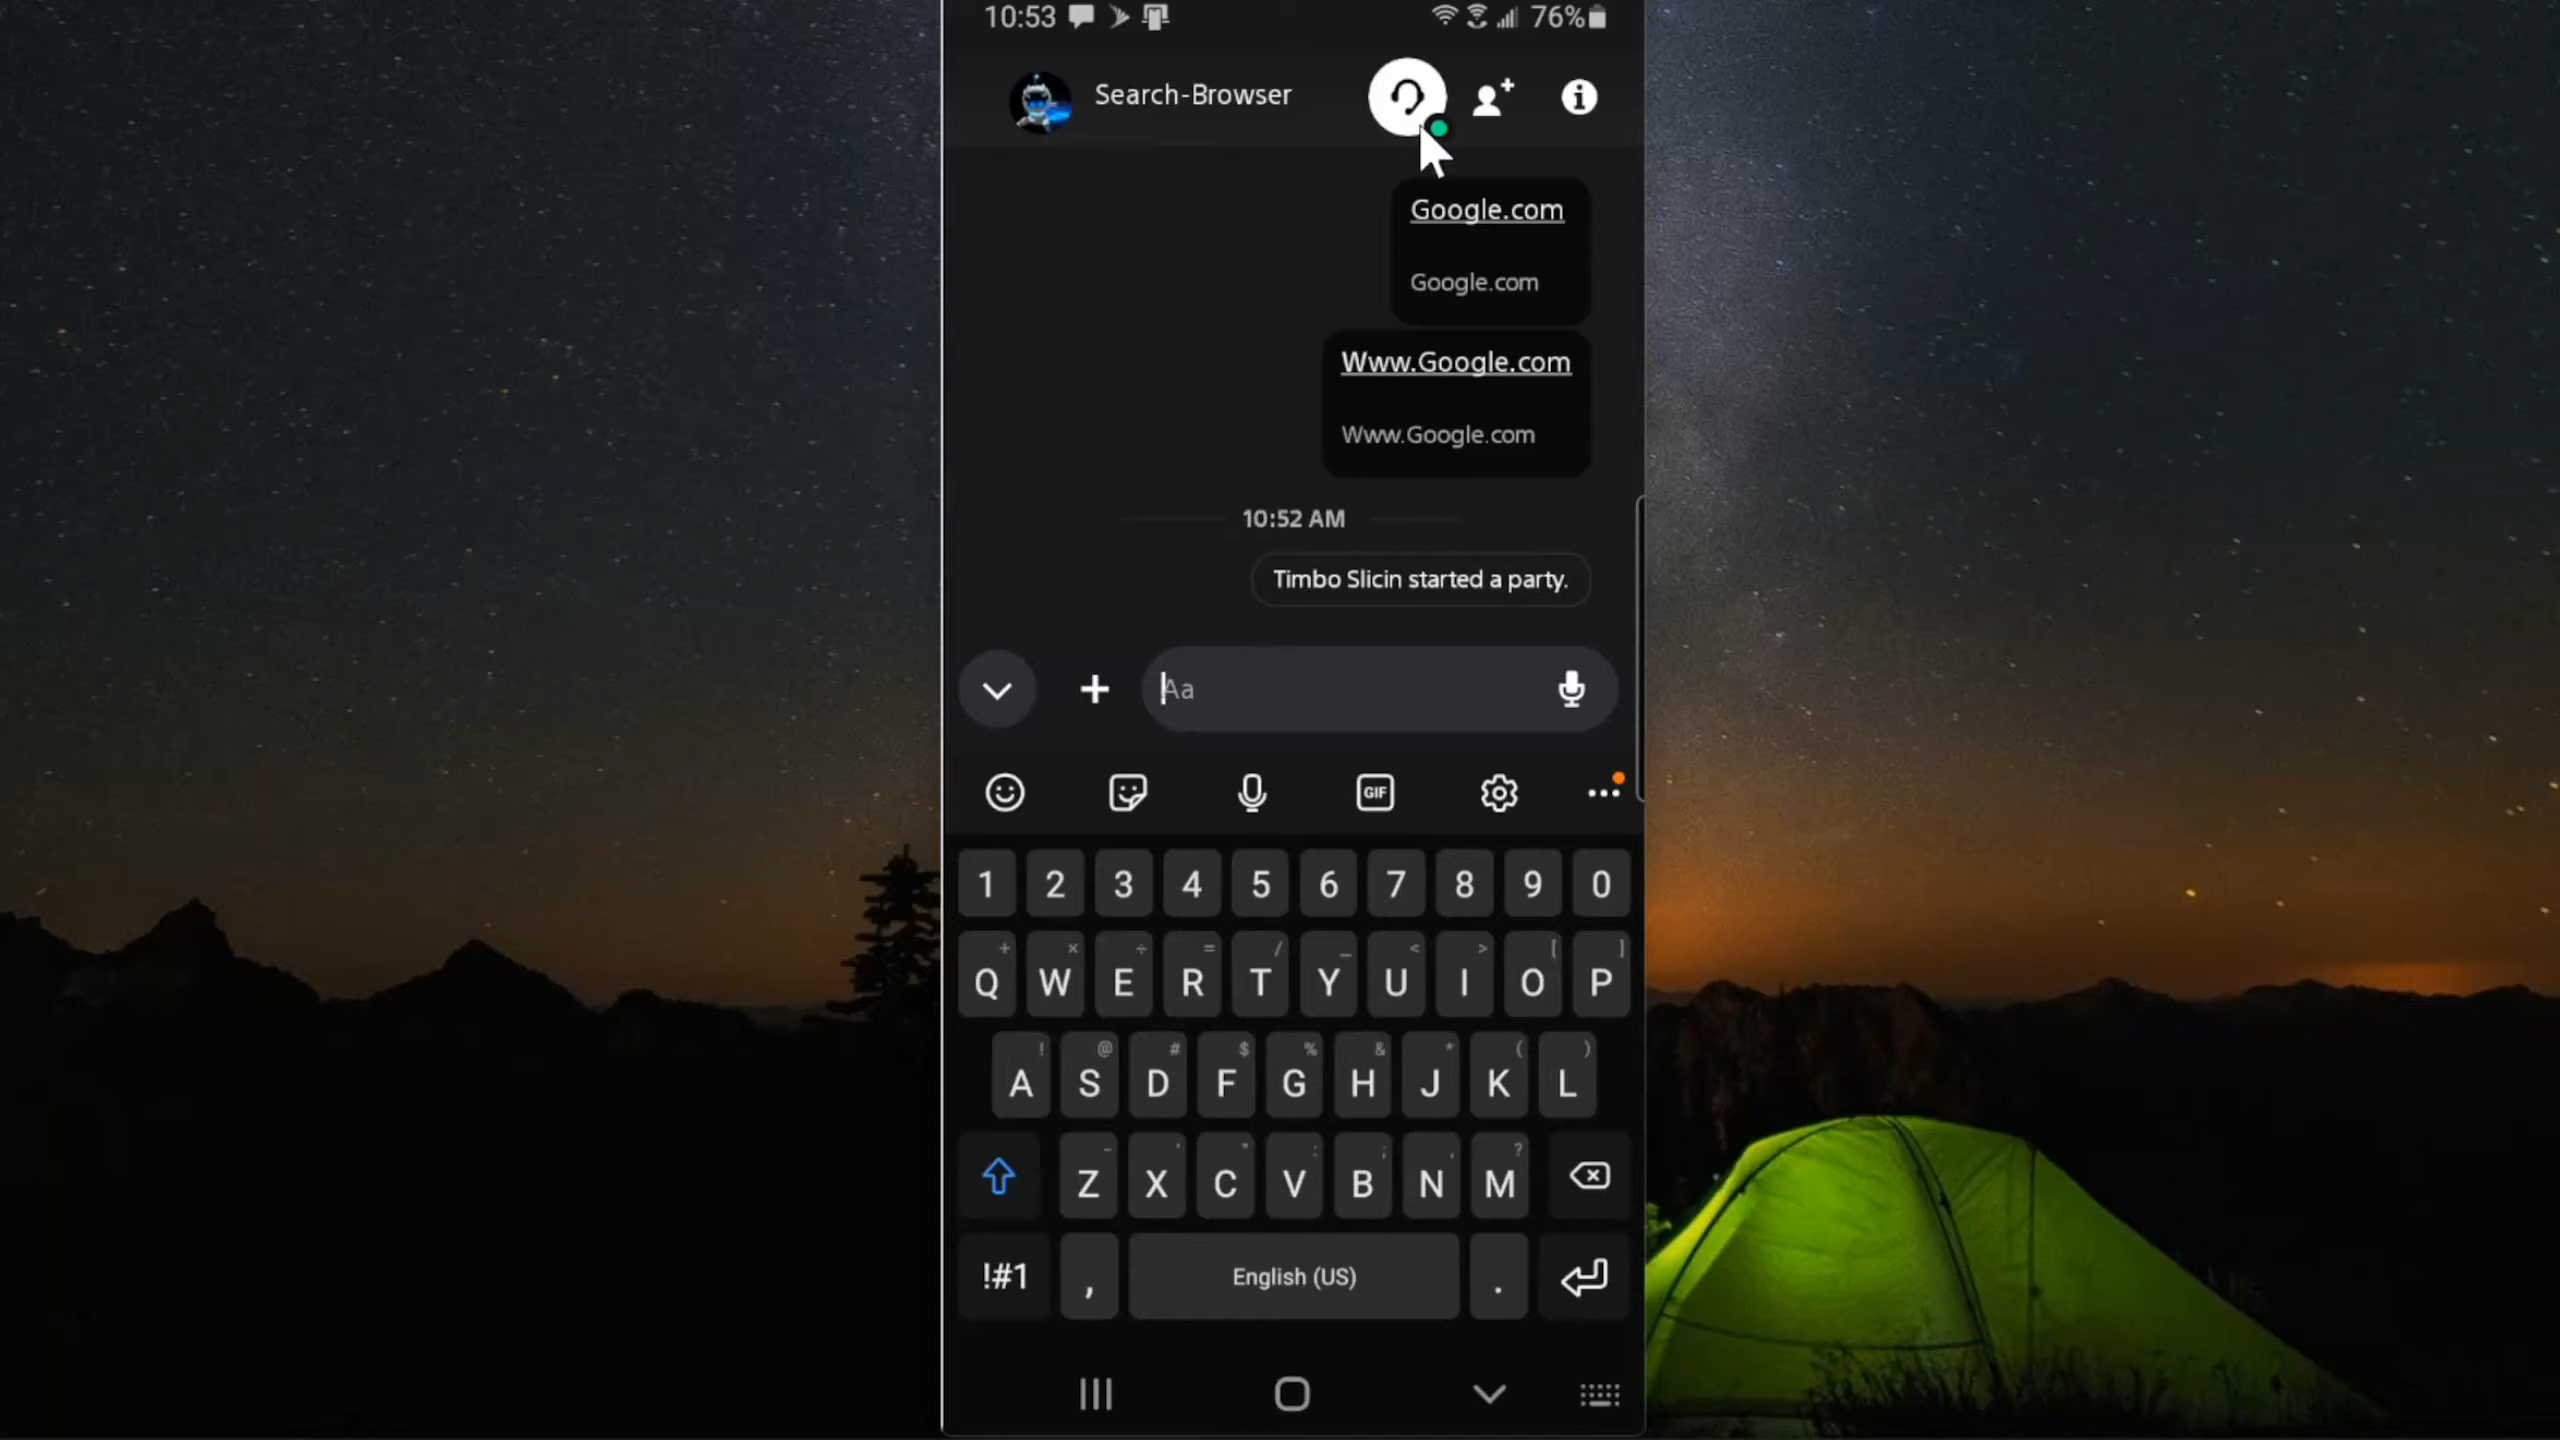 10:53
76%
Search-Browser
Google.com
Google.com
Www.Google.com
Www.Google.com
10:52 AM
Timbo Slicin started a party.
Aa
GIF
1 2 3 4 5 6 7 8 9 0
+ × ÷ = / _ < > [ ]
Q W E R T Y U I O P
! @ # $ % & * ( )
A S D F G H J K L
- ' " : ; , ?
Z X C V B N M
!#1 , English (US) .